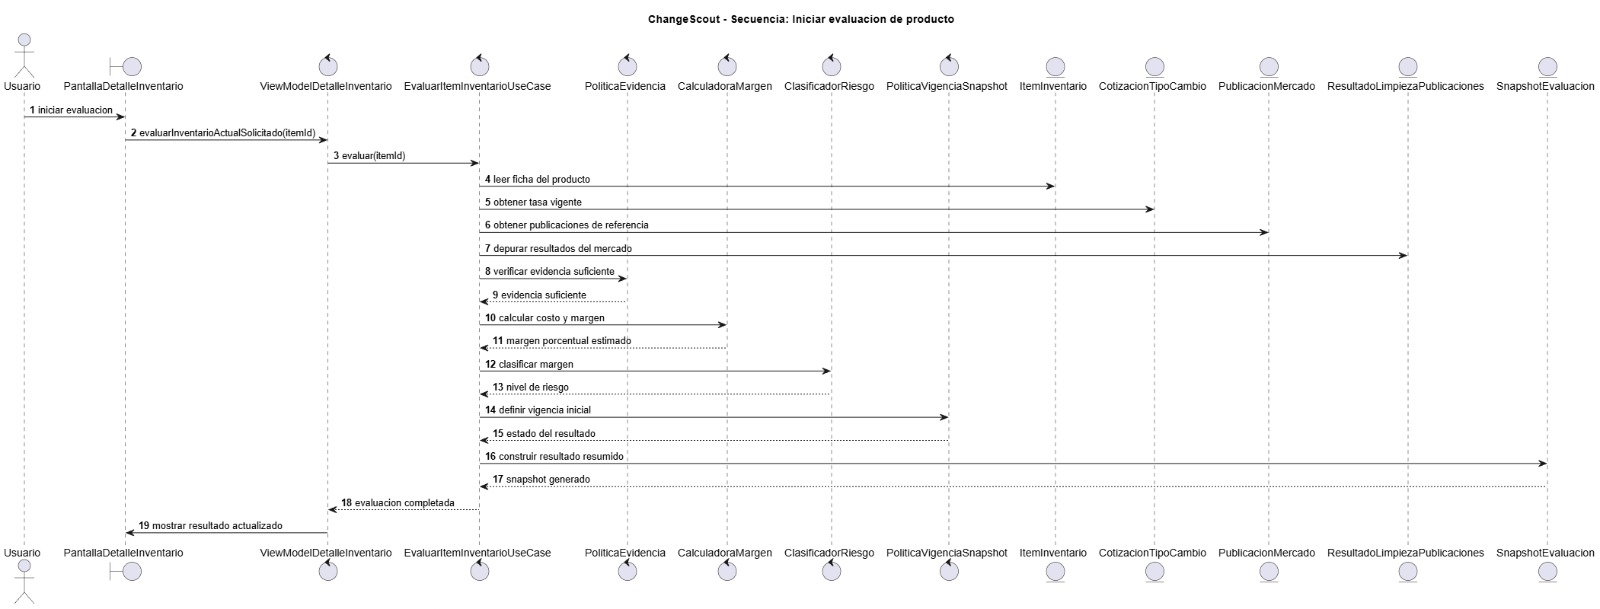 ChangeScout - Secuencia: Iniciar evaluacion de producto
Usuario PantallaDetalleInventario ViewModelDetalleInventario EvaluarItemInventarioUseCase PoliticaEvidencia CalculadoraMargen ClasificadorRiesgo PoliticaVigenciaSnapshot ItemInventario CotizacionTipoCambio PublicacionMercado ResultadoLimpiezaPublicaciones SnapshotEvaluacion
1 iniciar evaluacion
2 evaluarInventarioActualSolicitado(itemId)
3 evaluar(itemId)
4 leer ficha del producto
5 obtener tasa vigente
6 obtener publicaciones de referencia
7 depurar resultados del mercado
8 verificar evidencia suficiente
9 evidencia suficiente
10 calcular costo y margen
11 margen porcentual estimado
12 clasificar margen
13 nivel de riesgo
14 definir vigencia inicial
15 estado del resultado
16 construir resultado resumido
17 snapshot generado
18 evaluacion completada
19 mostrar resultado actualizado
Usuario PantallaDetalleInventario ViewModelDetalleInventario EvaluarItemInventarioUseCase PoliticaEvidencia CalculadoraMargen ClasificadorRiesgo PoliticaVigenciaSnapshot ItemInventario CotizacionTipoCambio PublicacionMercado ResultadoLimpiezaPublicaciones SnapshotEvaluacion